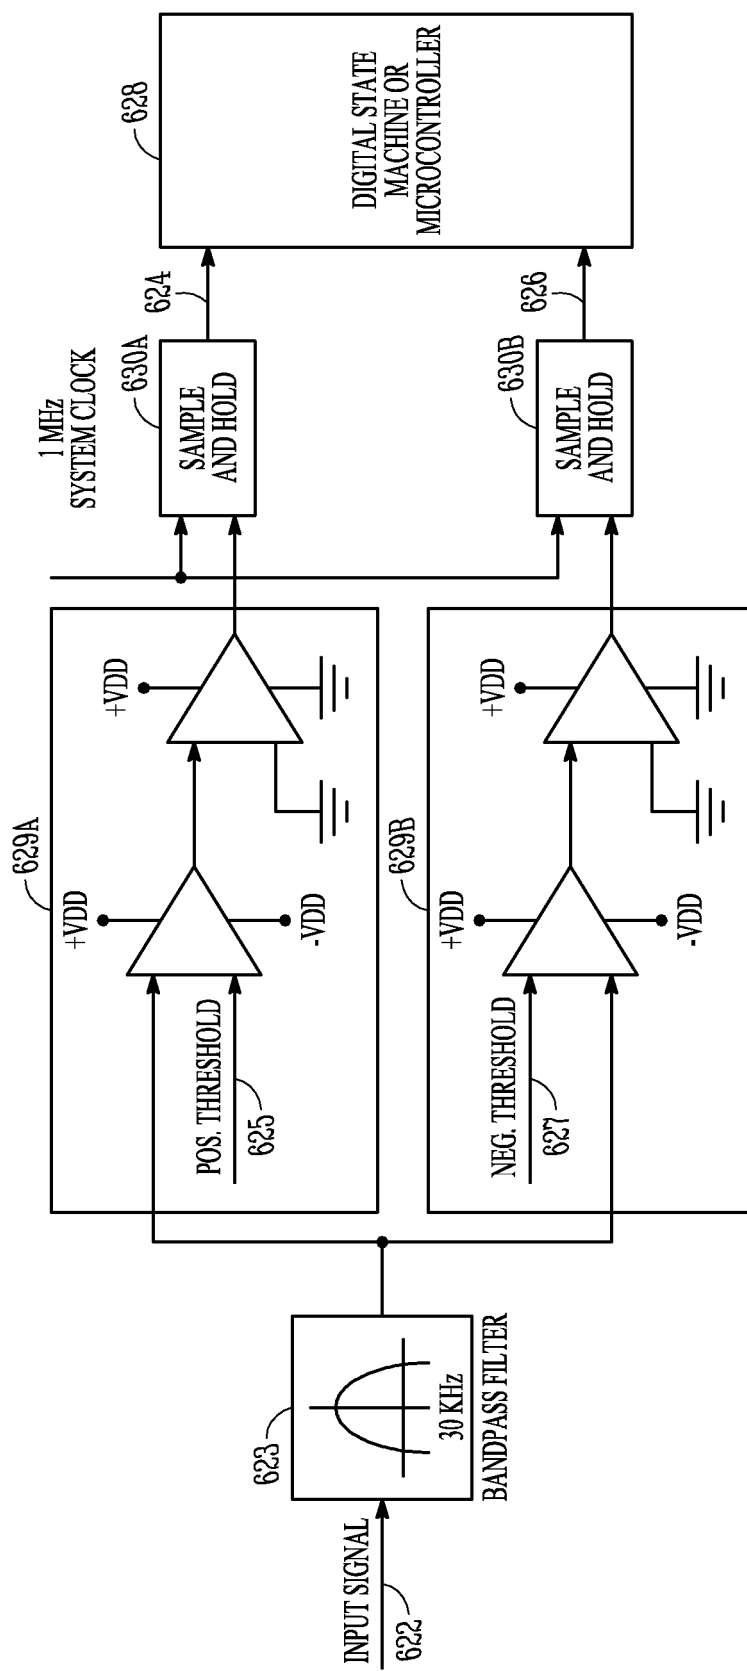 INPUT SIGNAL
622
623
30 KHz
BANDPASS FILTER
629A
+VDD
-VDD
POS. THRESHOLD
625
+VDD
629B
+VDD
-VDD
NEG. THRESHOLD
627
+VDD
1 MHz
SYSTEM CLOCK
630A
SAMPLE
AND HOLD
624
630B
SAMPLE
AND HOLD
626
628
DIGITAL STATE
MACHINE OR
MICROCONTROLLER